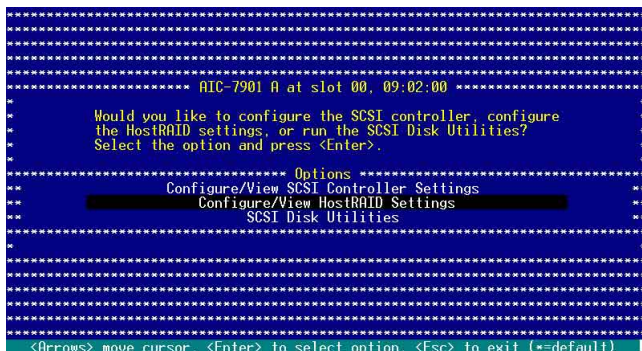 AIC-7901 A at slot 00, 09:02:00
Would you like to configure the SCSI controller, configure
the HostRAID settings, or run the SCSI Disk Utilities?
Select the option and press <Enter>.
Options
Configure/View SCSI Controller Settings
Configure/View HostRAID Settings
SCSI Disk Utilities
<Arrows> move cursor, <Enter> to select option, <Esc> to exit (*=default)